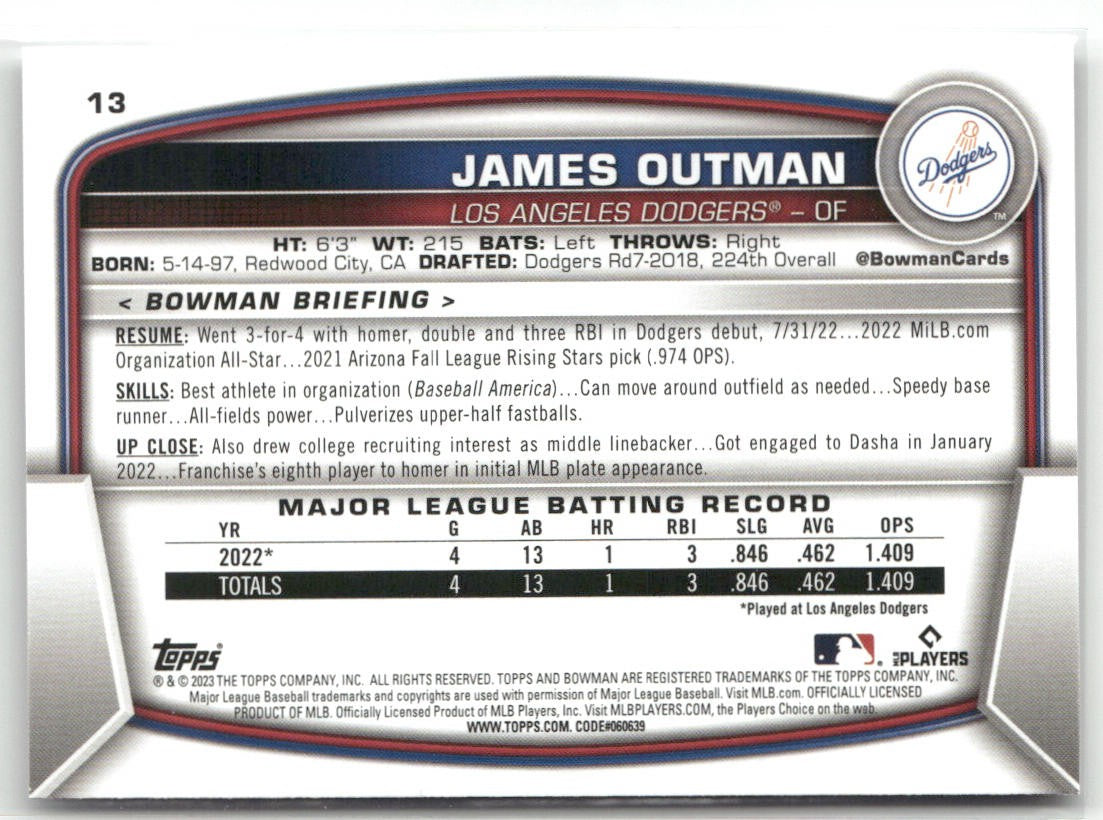 13
Dodgers
TM
JAMES OUTMAN
LOS ANGELES DODGERS® – OF
HT: 6'3" WT: 215 BATS: Left THROWS: Right
BORN: 5-14-97, Redwood City, CA DRAFTED: Dodgers Rd7-2018, 224th Overall @BowmanCards
< BOWMAN BRIEFING >
RESUME: Went 3-for-4 with homer, double and three RBI in Dodgers debut, 7/31/22...2022 MiLB.com
Organization All-Star...2021 Arizona Fall League Rising Stars pick (.974 OPS).
SKILLS: Best athlete in organization (Baseball America)...Can move around outfield as needed...Speedy base
runner...All-fields power...Pulverizes upper-half fastballs.
UP CLOSE: Also drew college recruiting interest as middle linebacker...Got engaged to Dasha in January
2022...Franchise's eighth player to homer in initial MLB plate appearance.
MAJOR LEAGUE BATTING RECORD
YR G AB HR RBI SLG AVG OPS
2022* 4 13 1 3 .846 .462 1.409
TOTALS 4 13 1 3 .846 .462 1.409
*Played at Los Angeles Dodgers
Topps®
MLB PLAYERS
® & © 2023 THE TOPPS COMPANY, INC. ALL RIGHTS RESERVED. TOPPS AND BOWMAN ARE REGISTERED TRADEMARKS OF THE TOPPS COMPANY, INC.
Major League Baseball trademarks and copyrights are used with permission of Major League Baseball. Visit MLB.com. OFFICIALLY LICENSED
PRODUCT OF MLB. Officially Licensed Product of MLB Players, Inc. Visit MLBPLAYERS.COM, the Players Choice on the web.
WWW.TOPPS.COM. CODE#060639